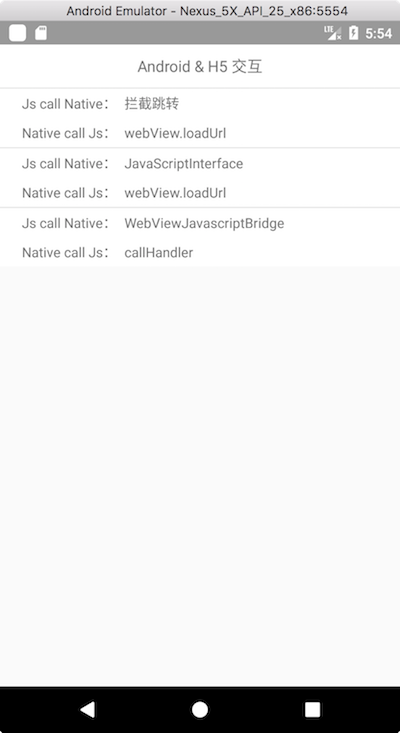 Android Emulator - Nexus_5X_API_25_x86:5554
LTE 5:54
Android & H5 交互
Js call Native： 拦截跳转
Native call Js： webView.loadUrl
Js call Native： JavaScriptInterface
Native call Js： webView.loadUrl
Js call Native： WebViewJavascriptBridge
Native call Js： callHandler